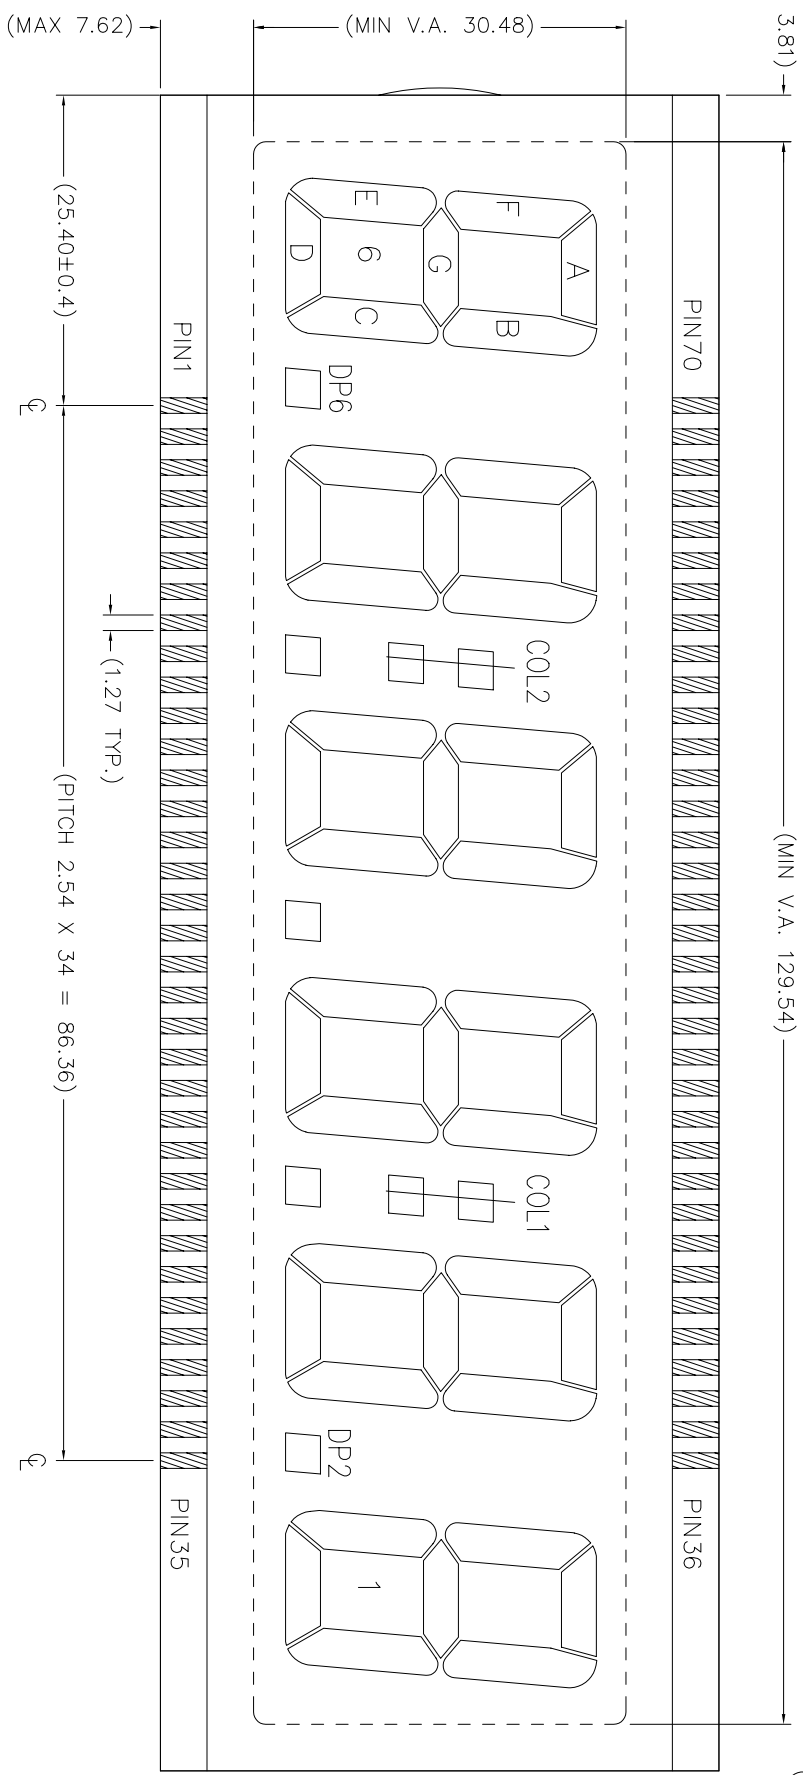 (MAX 7.62)
(MIN V.A. 30.48)
3.81)
(MIN V.A. 129.54)
PIN70
PIN36
A
F
B
G
E
6
C
D
DP6
COL2
COL1
DP2
1
PIN1
PIN35
(1.27 TYP.)
(25.40±0.4)
(PITCH 2.54 X 34 = 86.36)
℄
℄